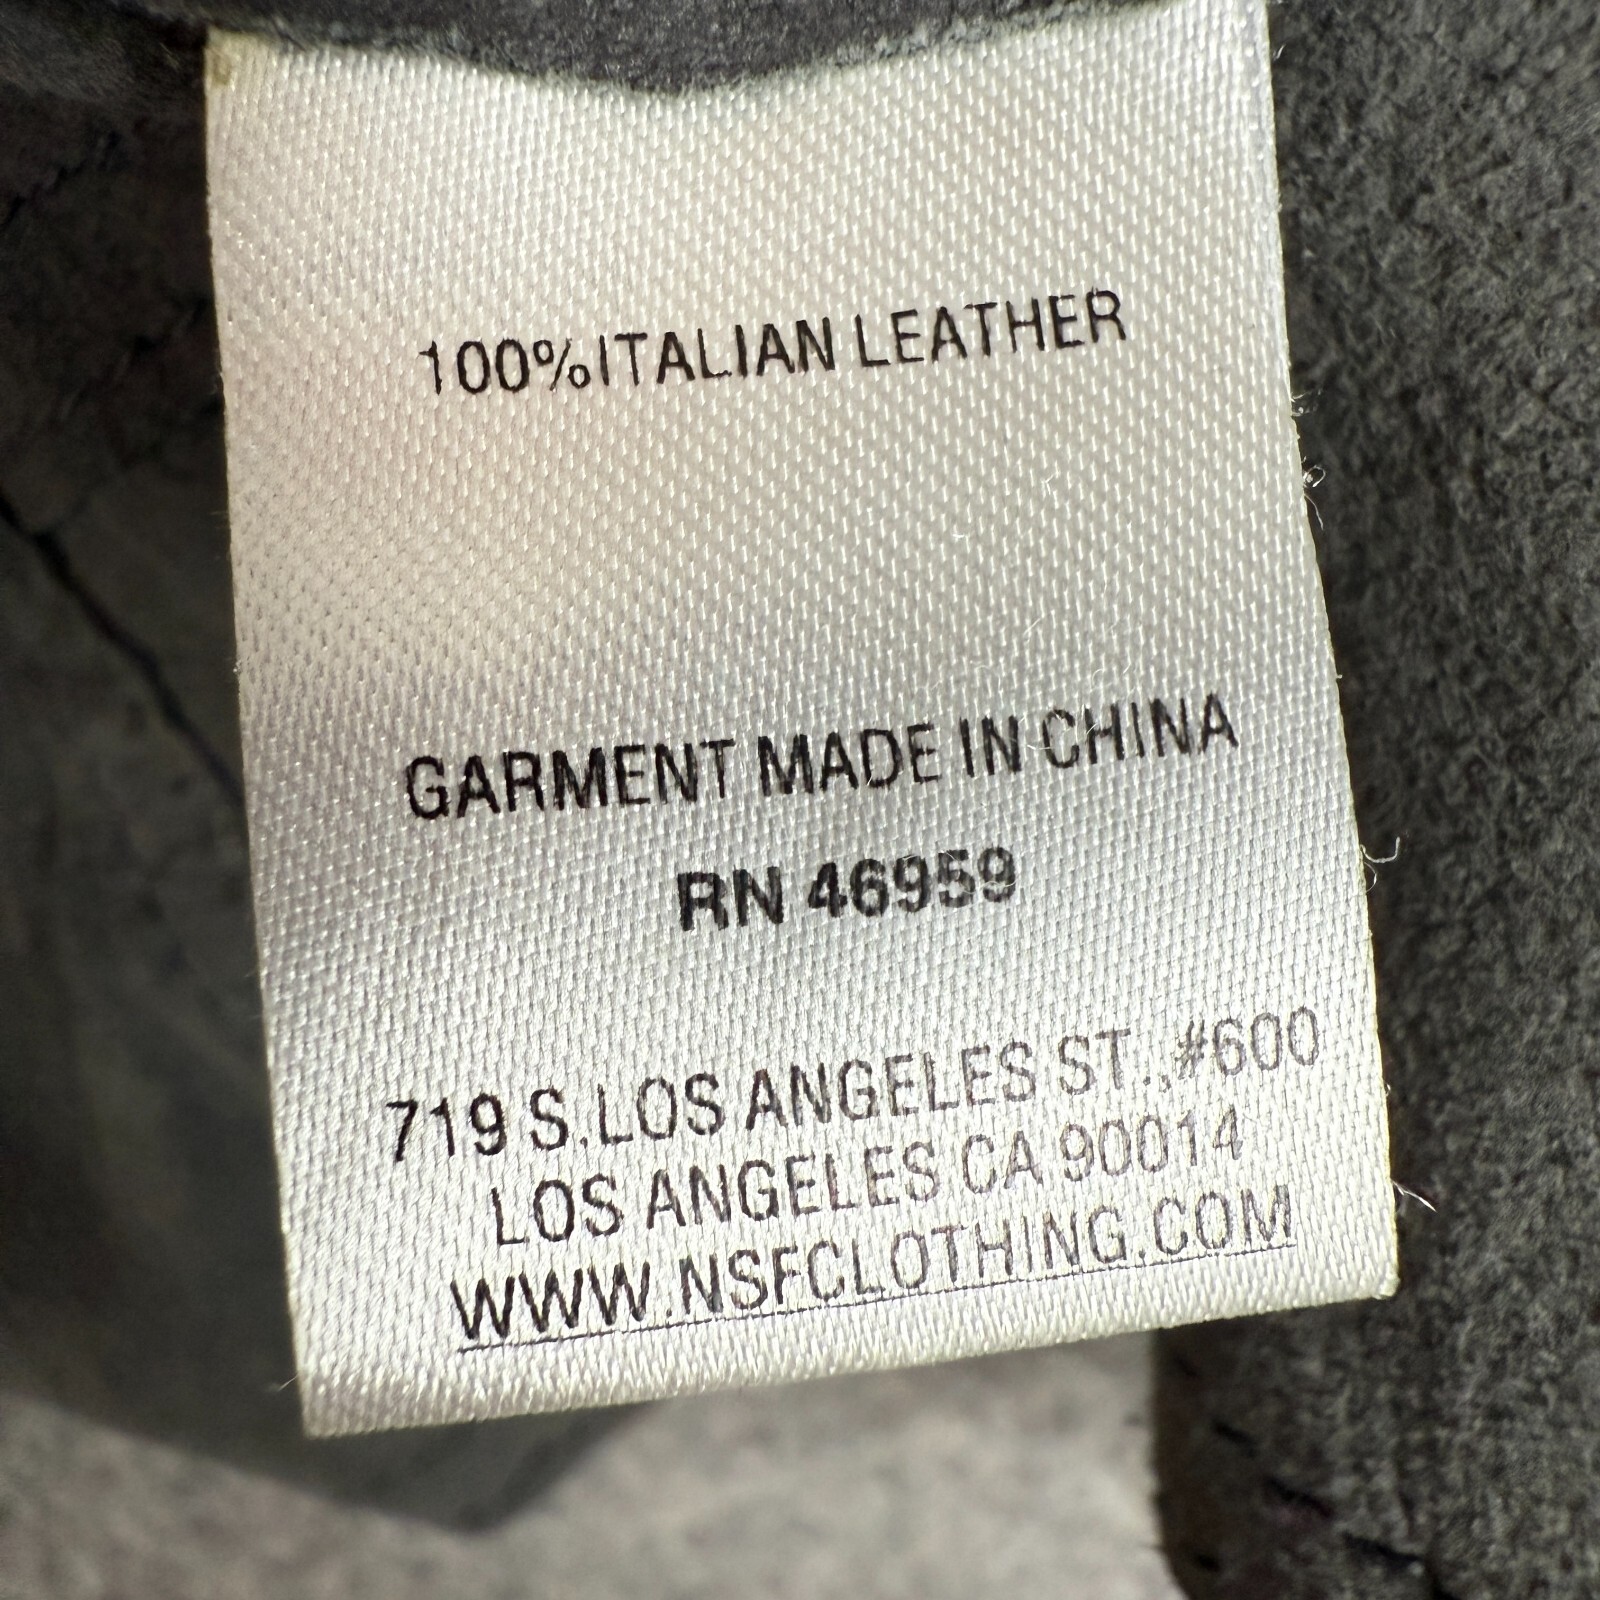 100%ITALIAN LEATHER
GARMENT MADE IN CHINA
RN 46959
719 S.LOS ANGELES ST.,#600
LOS ANGELES CA 90014
WWW.NSFCLOTHING.COM